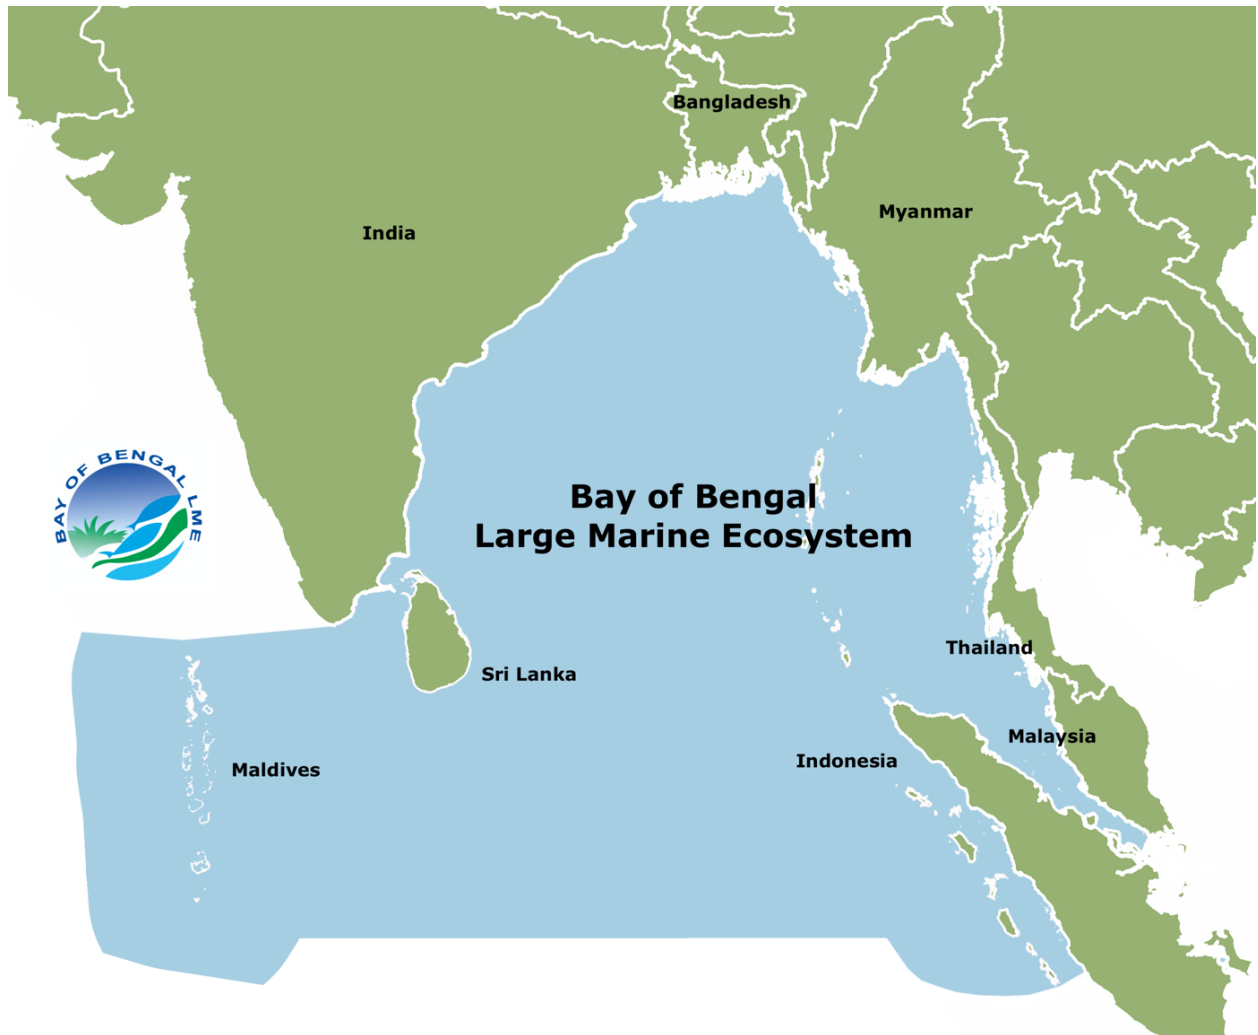 Bangladesh
Myanmar
India
BAY OF BENGAL LME
Bay of Bengal
Large Marine Ecosystem
Thailand
Sri Lanka
Malaysia
Indonesia
Maldives